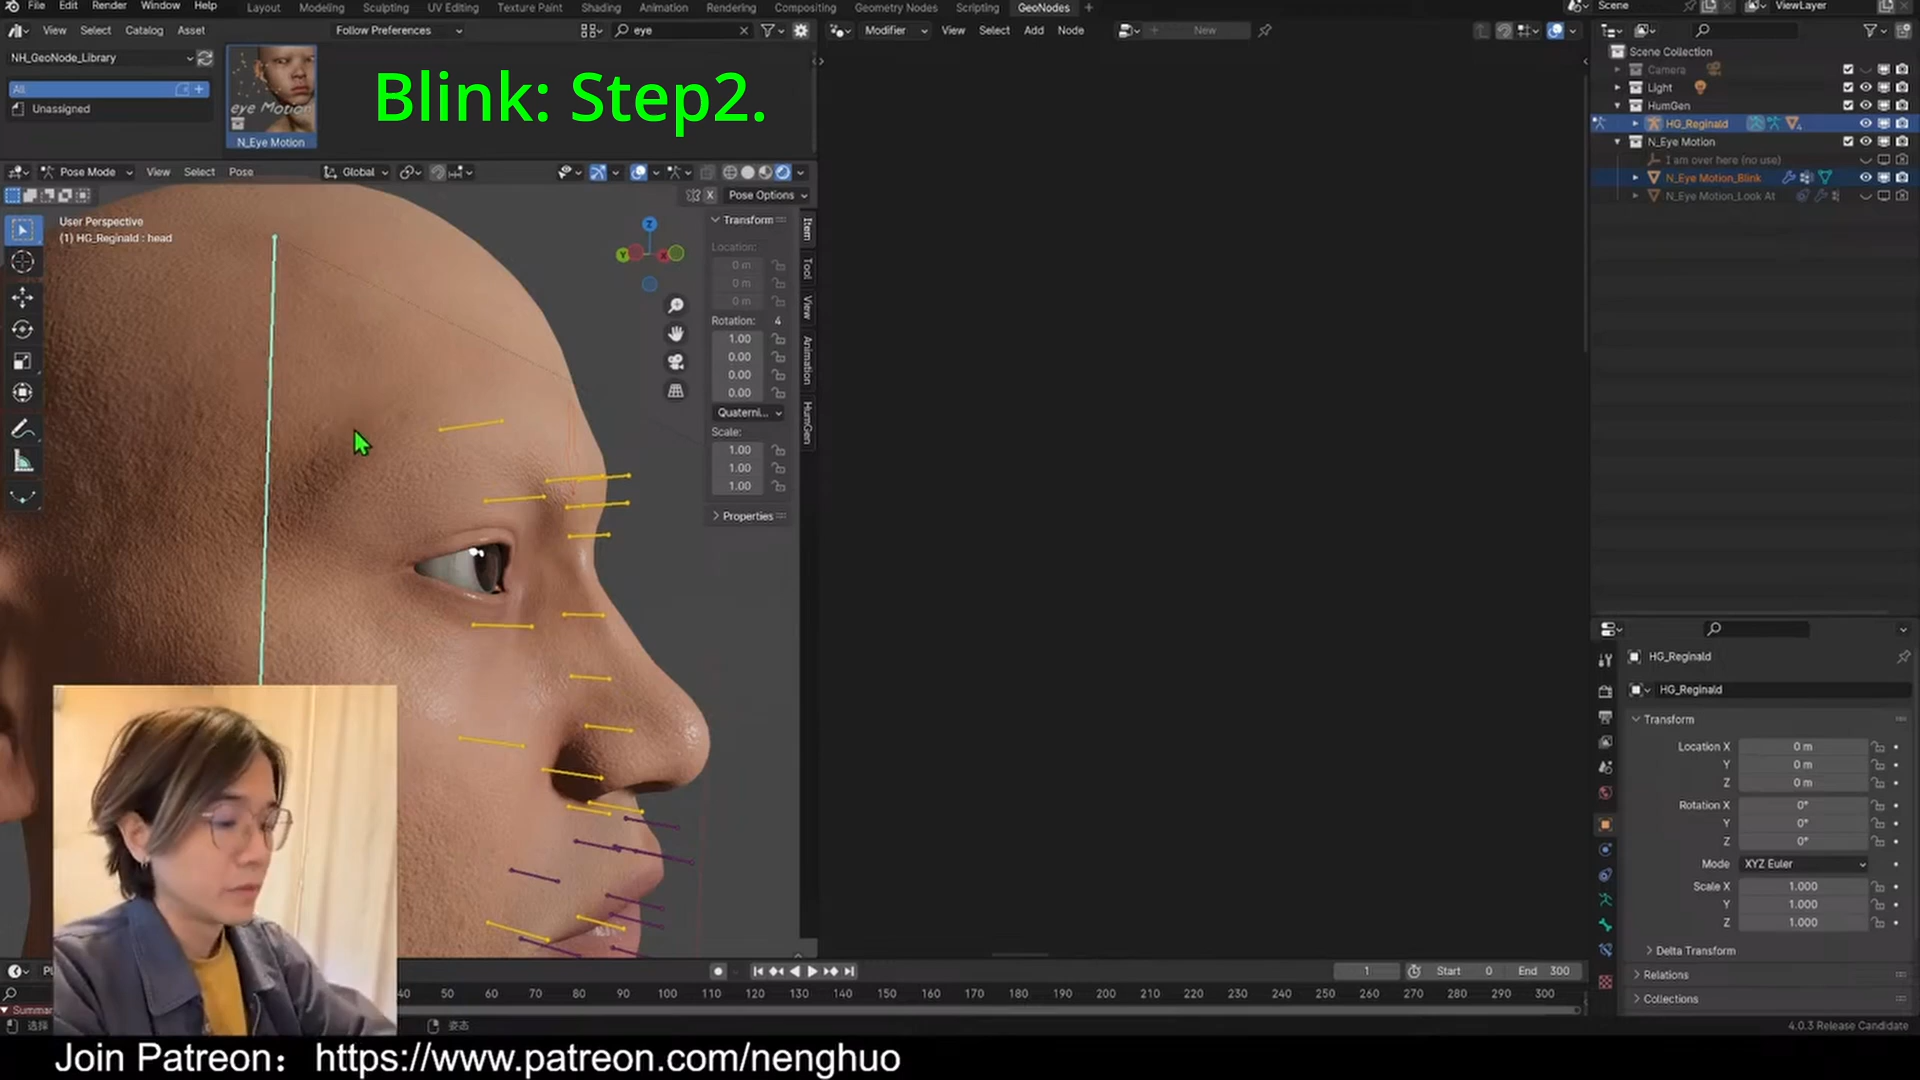 File Edit Render Window Help Layout Modeling Sculpting UV Editing Texture Paint Shading Animation Rendering Compositing Geometry Nodes Scripting GeoNodes + Scene ViewLayer
View Select Catalog Asset Follow Preferences eye Modifier View Select Add Node New
NH_GeoNode_Library
All
Unassigned
eye Motion
N_Eye Motion
Blink: Step2.
Pose Mode View Select Pose Global
Pose Options
User Perspective
(1) HG_Reginald : head
Transform
Location:
0 m
0 m
0 m
Rotation: 4
1.00
0.00
0.00
0.00
Quaterni...
Scale:
1.00
1.00
1.00
Properties
Item
Tool
View
Animation
HumGen
Z
Y
X
Scene Collection
Camera
Light
HumGen
HG_Reginald
4
N_Eye Motion
I am over here (no use)
N_Eye Motion_Blink
N_Eye Motion_Look At
HG_Reginald
HG_Reginald
Transform
Location X 0 m
Y 0 m
Z 0 m
Rotation X 0°
Y 0°
Z 0°
Mode XYZ Euler
Scale X 1.000
Y 1.000
Z 1.000
Delta Transform
Relations
Collections
1 Start 0 End 300
40 50 60 70 80 90 100 110 120 130 140 150 160 170 180 190 200 210 220 230 240 250 260 270 280 290 300
Summar
选择 姿态
4.0.3 Release Candidate
Join Patreon： https://www.patreon.com/nenghuo